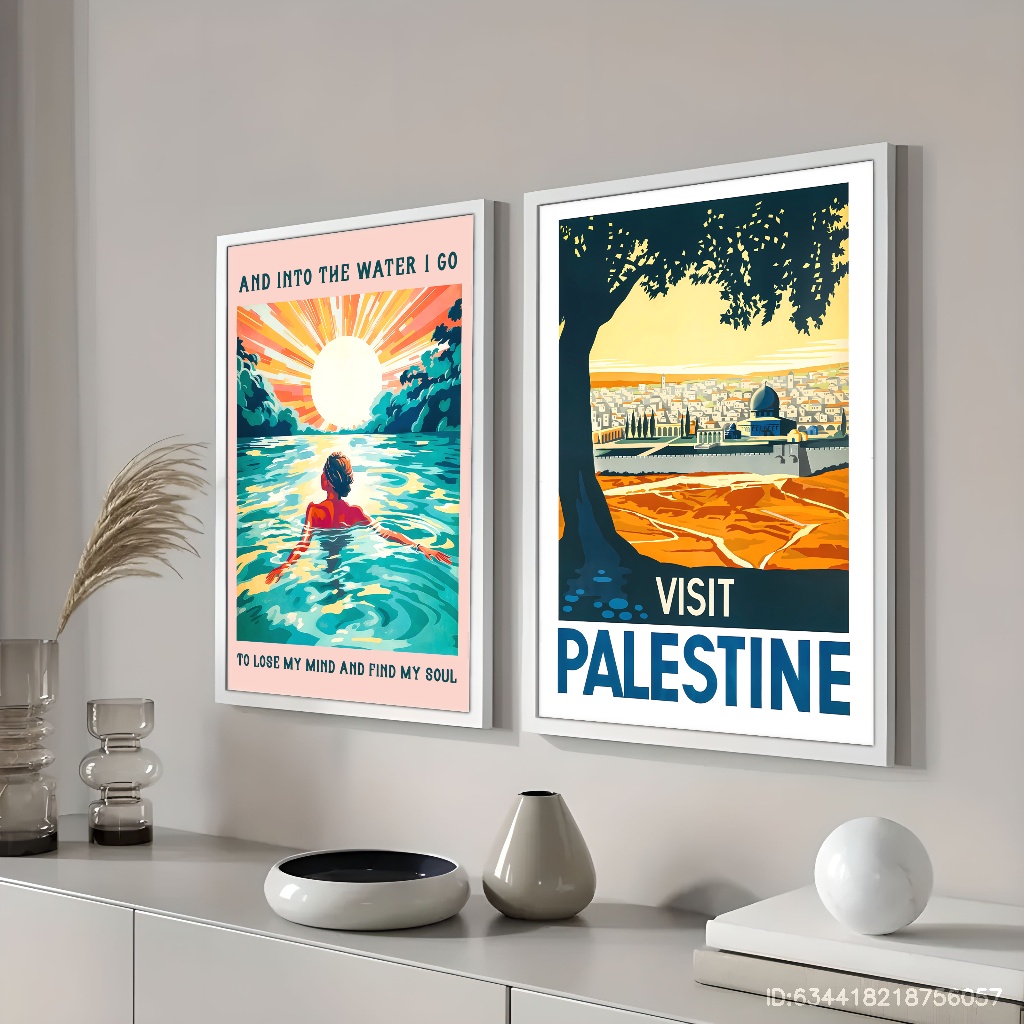 AND INTO THE WATER I GO
TO LOSE MY MIND AND FIND MY SOUL
VISIT
PALESTINE
ID:634418218756057